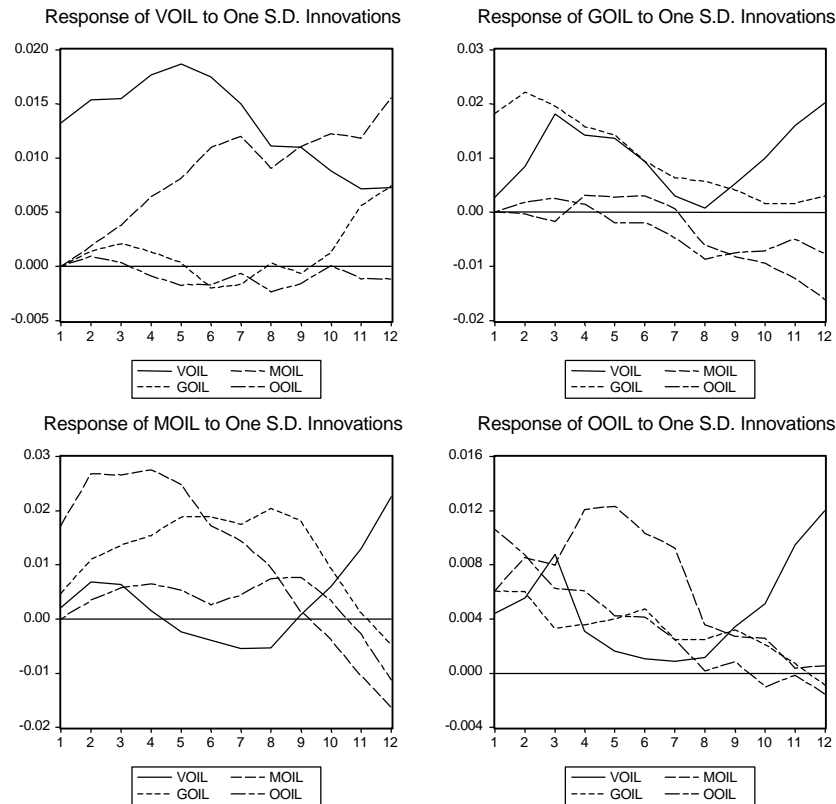 Response of VOIL to One S.D. Innovations
0.020
0.015
0.010
0.005
0.000
-0.005
1 2 3 4 5 6 7 8 9 10 11 12
VOIL MOIL
GOIL OOIL
Response of GOIL to One S.D. Innovations
0.03
0.02
0.01
0.00
-0.01
-0.02
1 2 3 4 5 6 7 8 9 10 11 12
VOIL MOIL
GOIL OOIL
Response of MOIL to One S.D. Innovations
0.03
0.02
0.01
0.00
-0.01
-0.02
1 2 3 4 5 6 7 8 9 10 11 12
VOIL MOIL
GOIL OOIL
Response of OOIL to One S.D. Innovations
0.016
0.012
0.008
0.004
0.000
-0.004
1 2 3 4 5 6 7 8 9 10 11 12
VOIL MOIL
GOIL OOIL